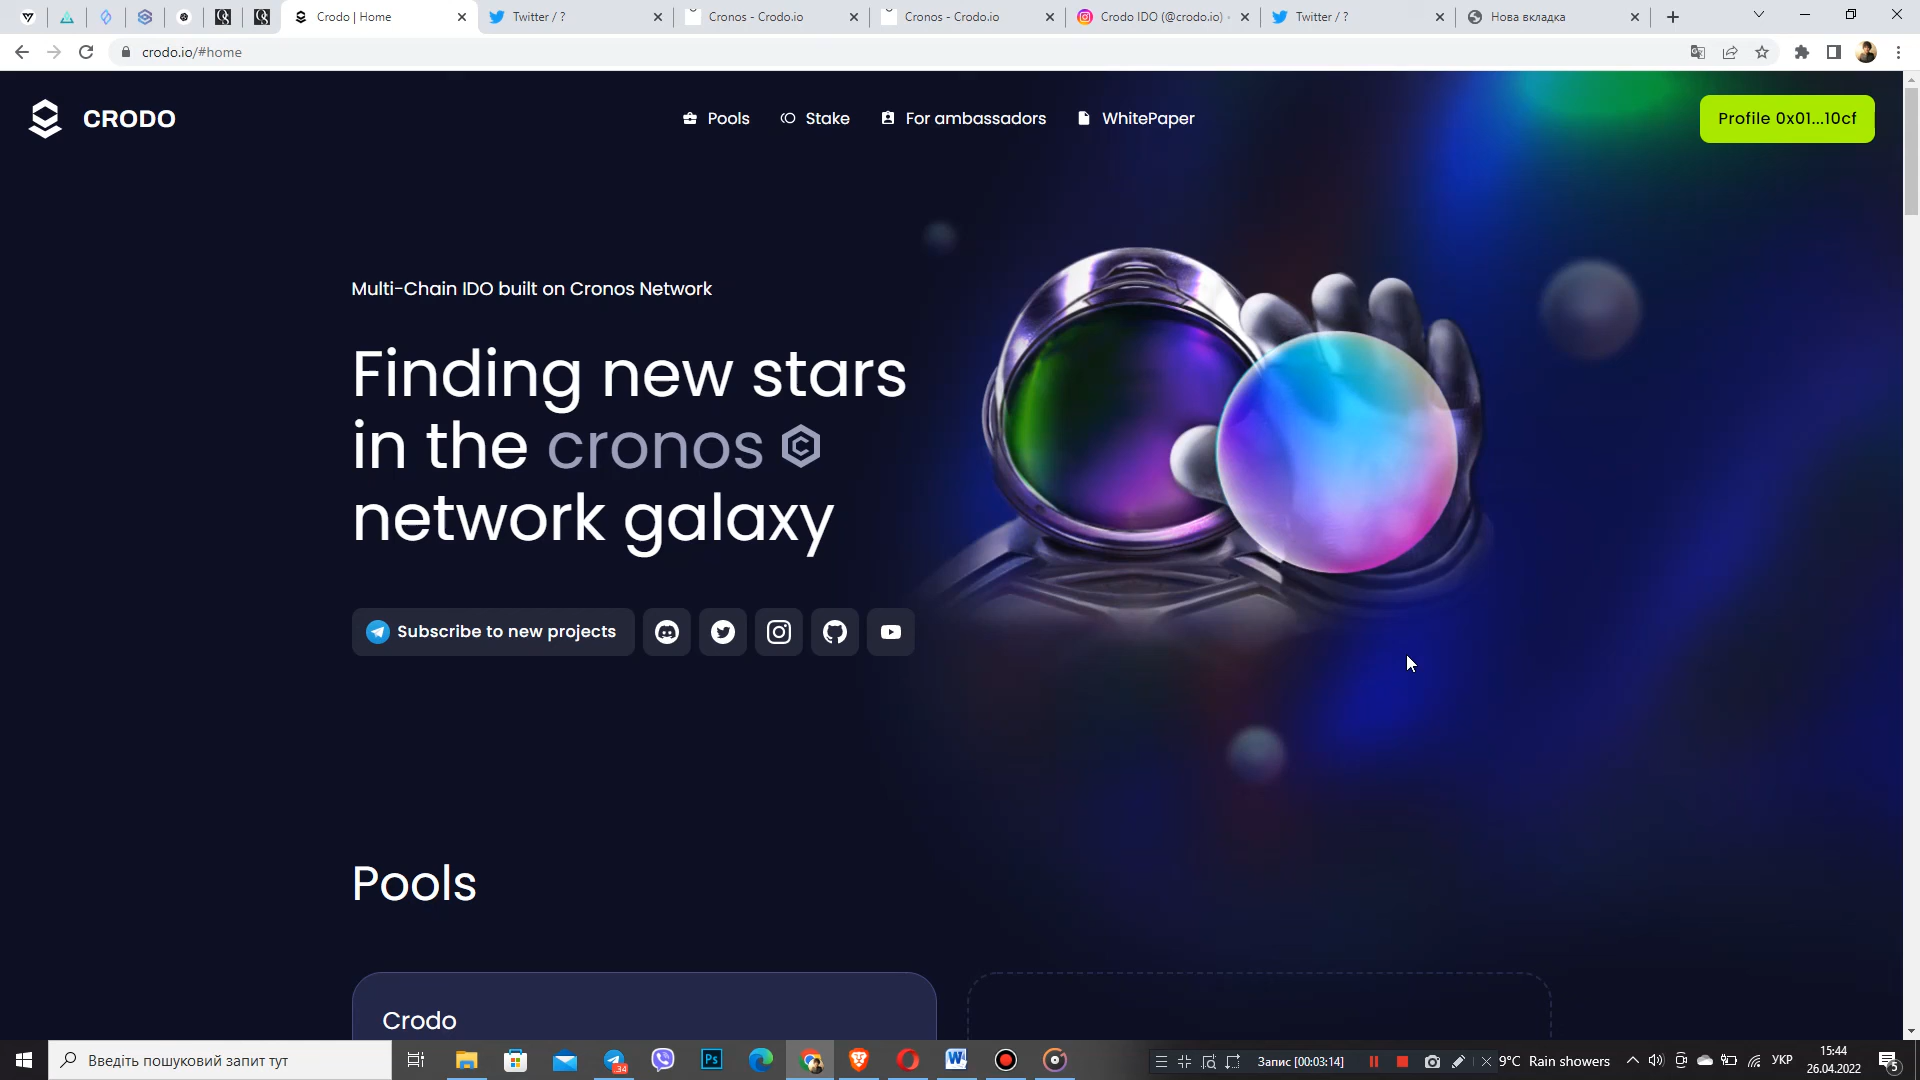 Crodo | Home
Twitter / ?
Cronos - Crodo.io
Cronos - Crodo.io
Crodo IDO (@crodo.io)
Twitter / ?
Нова вкладка
crodo.io/#home
CRODO
Pools
Stake
For ambassadors
WhitePaper
Profile 0x01...10cf
Multi-Chain IDO built on Cronos Network
Finding new stars
in the cronos
network galaxy
Subscribe to new projects
Pools
Crodo
Введіть пошуковий запит тут
34
Ps
Запис [00:03:14]
9°C Rain showers
УКР
15:44
26.04.2022
5